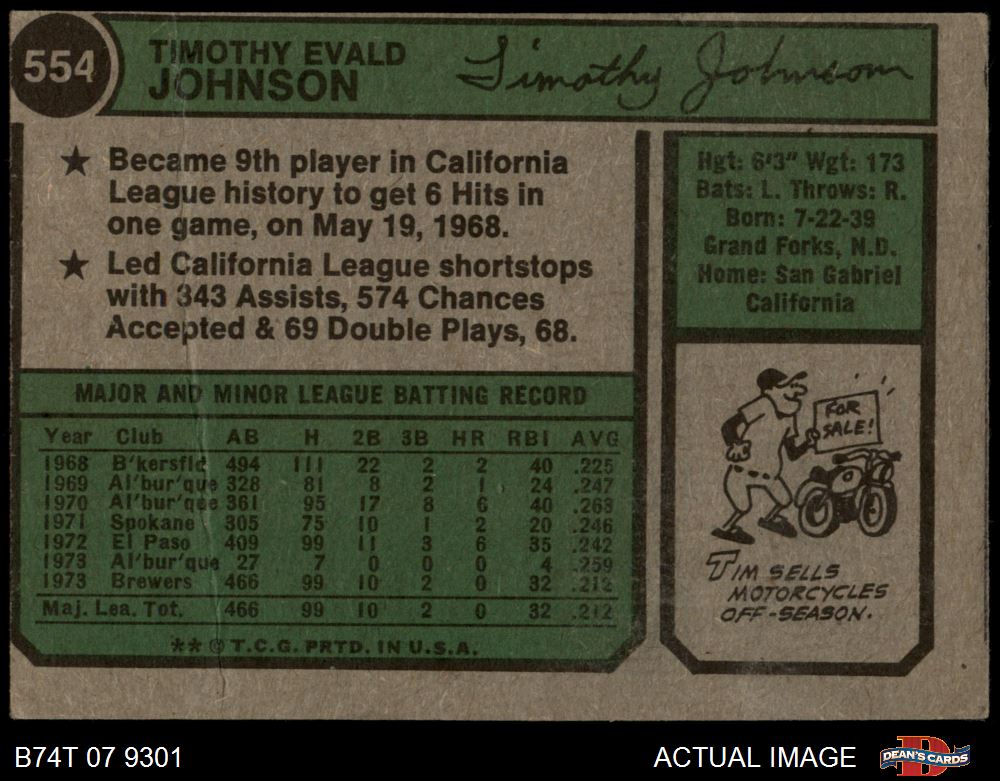 554
TIMOTHY EVALD
JOHNSON
Timothy Johnson
★ Became 9th player in California
League history to get 6 Hits in
one game, on May 19, 1968.
★ Led California League shortstops
with 343 Assists, 574 Chances
Accepted & 69 Double Plays, 68.
Hgt: 6'3" Wgt: 173
Bats: L. Throws: R.
Born: 7-22-39
Grand Forks, N.D.
Home: San Gabriel
California
MAJOR AND MINOR LEAGUE BATTING RECORD
Year Club AB H 2B 3B HR RBI AVG
1968 B'kersfld 494 111 22 2 2 40 .225
1969 Al'bur'que 328 81 8 2 1 24 .247
1970 Al'bur'que 361 95 17 8 6 40 .263
1971 Spokane 305 75 10 1 2 20 .246
1972 El Paso 409 99 11 3 6 35 .242
1973 Al'bur'que 27 7 0 0 0 4 .259
1973 Brewers 466 99 10 2 0 32 .212
Maj. Lea. Tot. 466 99 10 2 0 32 .212
** © T.C.G. PRTD. IN U.S.A.
FOR
SALE!
TIM SELLS
MOTORCYCLES
OFF-SEASON.
B74T 07 9301
ACTUAL IMAGE
DEAN'S CARDS